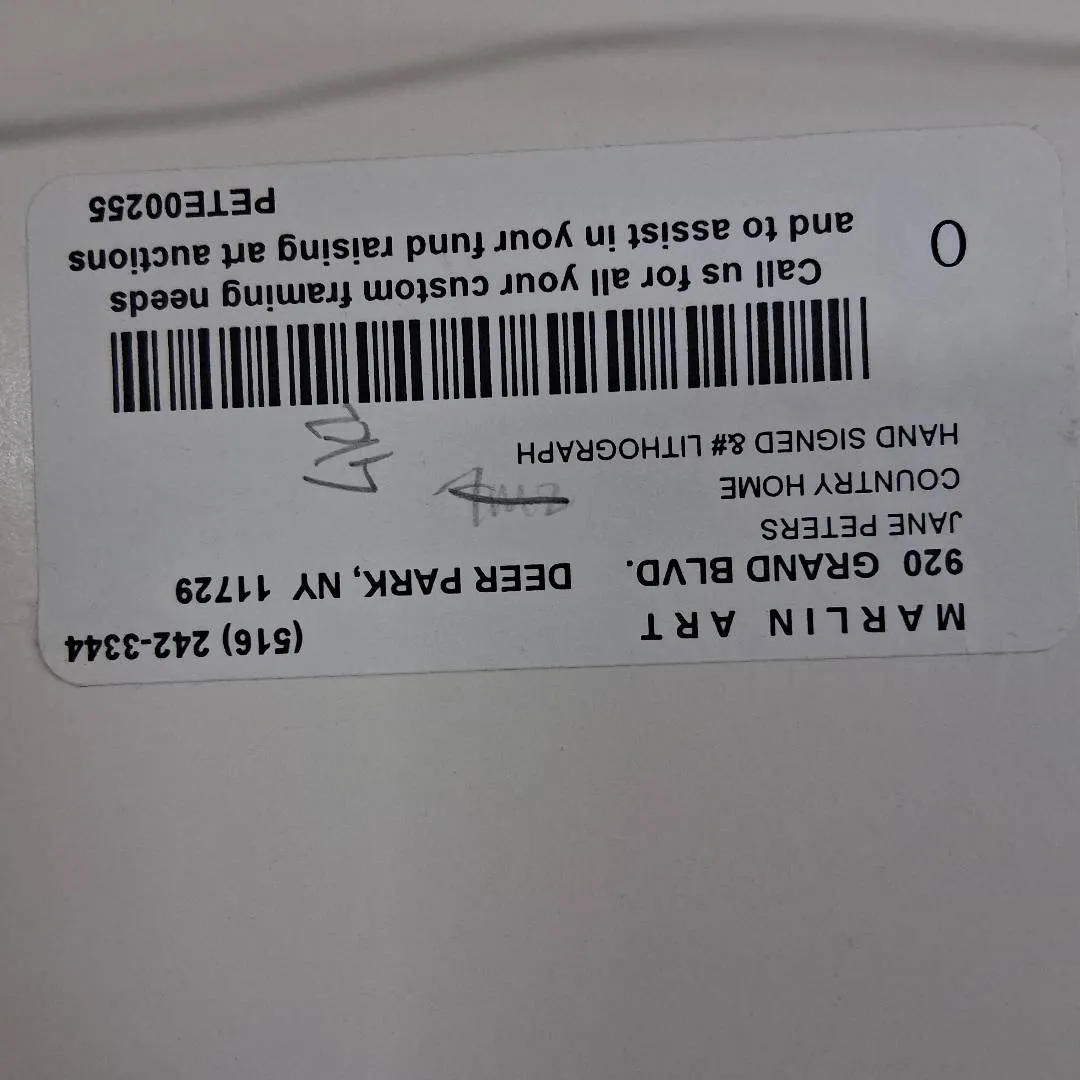 MARLIN ART (516) 242-3344
920 GRAND BLVD. DEER PARK, NY 11729
JANE PETERS
COUNTRY HOME
HAND SIGNED &# LITHOGRAPH
Call us for all your custom framing needs
and to assist in your fund raising art auctions
O PETE00255